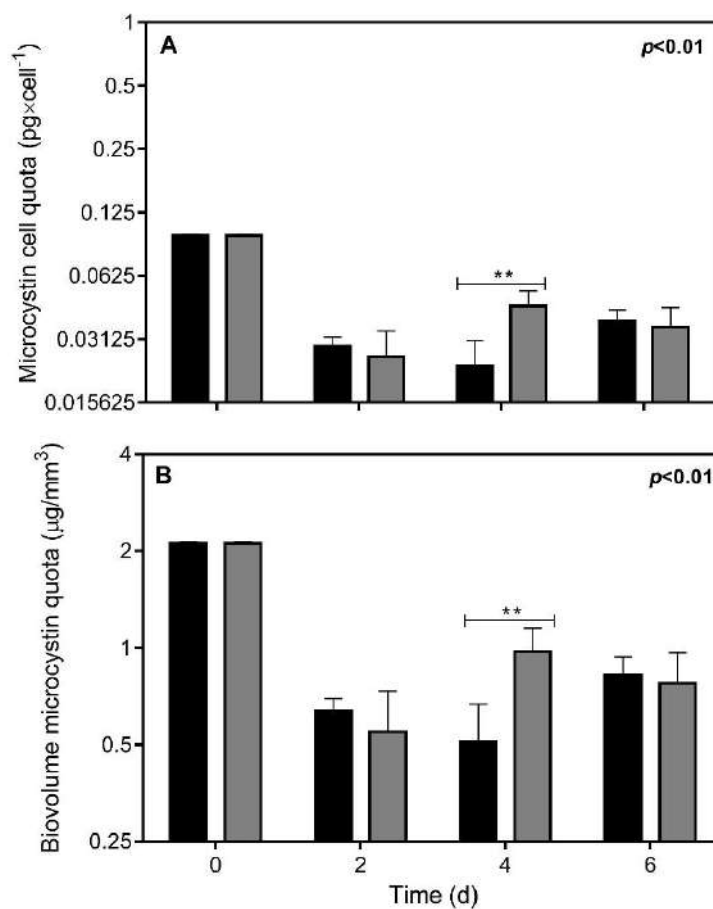 A
p<0.01
Microcystin cell quota (pg×cell⁻¹)
1
0.5
0.25
0.125
0.0625
0.03125
0.015625
**
B
p<0.01
Biovolume microcystin quota (μg/mm³)
4
2
1
0.5
0.25
**
0 2 4 6
Time (d)